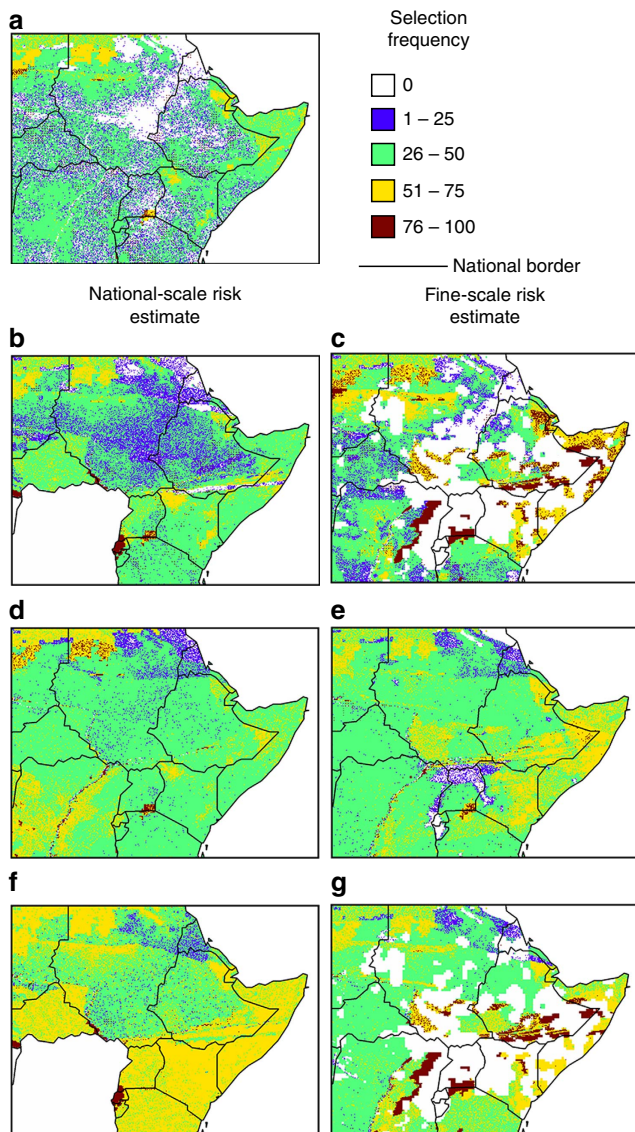 a
Selection
frequency
0
1 – 25
26 – 50
51 – 75
76 – 100
National border
National-scale risk
estimate
Fine-scale risk
estimate
b
c
d
e
f
g